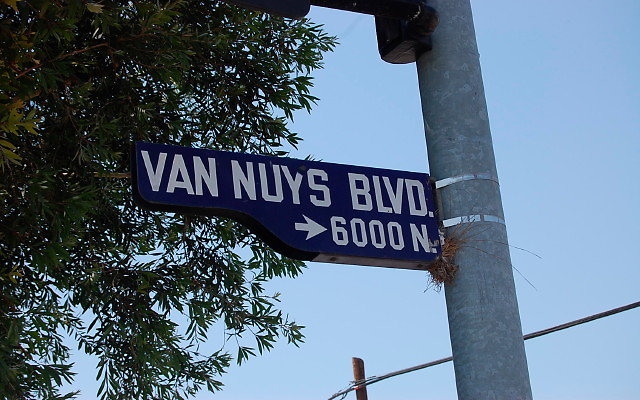 VAN NUYS BLVD.
→ 6000 N.